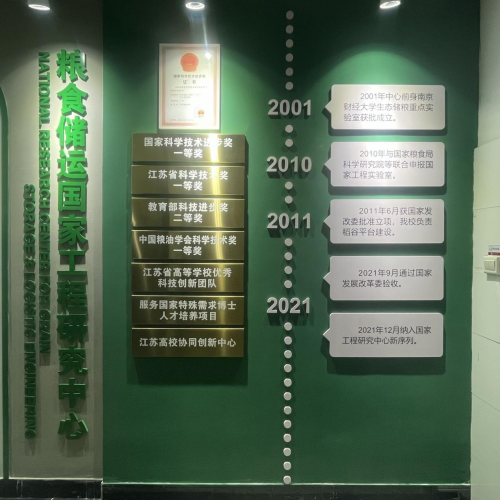 粮食储运国家工程研究中心
NATIONAL RESEARCH CENTER FOR GRAIN
STORAGE & LOGISTICS ENGINEERING
国家科学技术进步奖
一等奖
江苏省科学技术奖
一等奖
教育部科技进步奖
二等奖
中国粮油学会科学技术奖
一等奖
江苏省高等学校优秀
科技创新团队
服务国家特殊需求博士
人才培养项目
江苏高校协同创新中心
2001
2001年中心前身南京
财经大学生态储粮重点实
验室获批成立。
2010
2010年与国家粮食局
科学研究院等联合申报国
家工程实验室。
2011
2011年6月获国家发
改委批准立项，我校负责
稻谷平台建设。
2021年9月通过国家
发展改革委验收。
2021
2021年12月纳入国家
工程研究中心新序列。